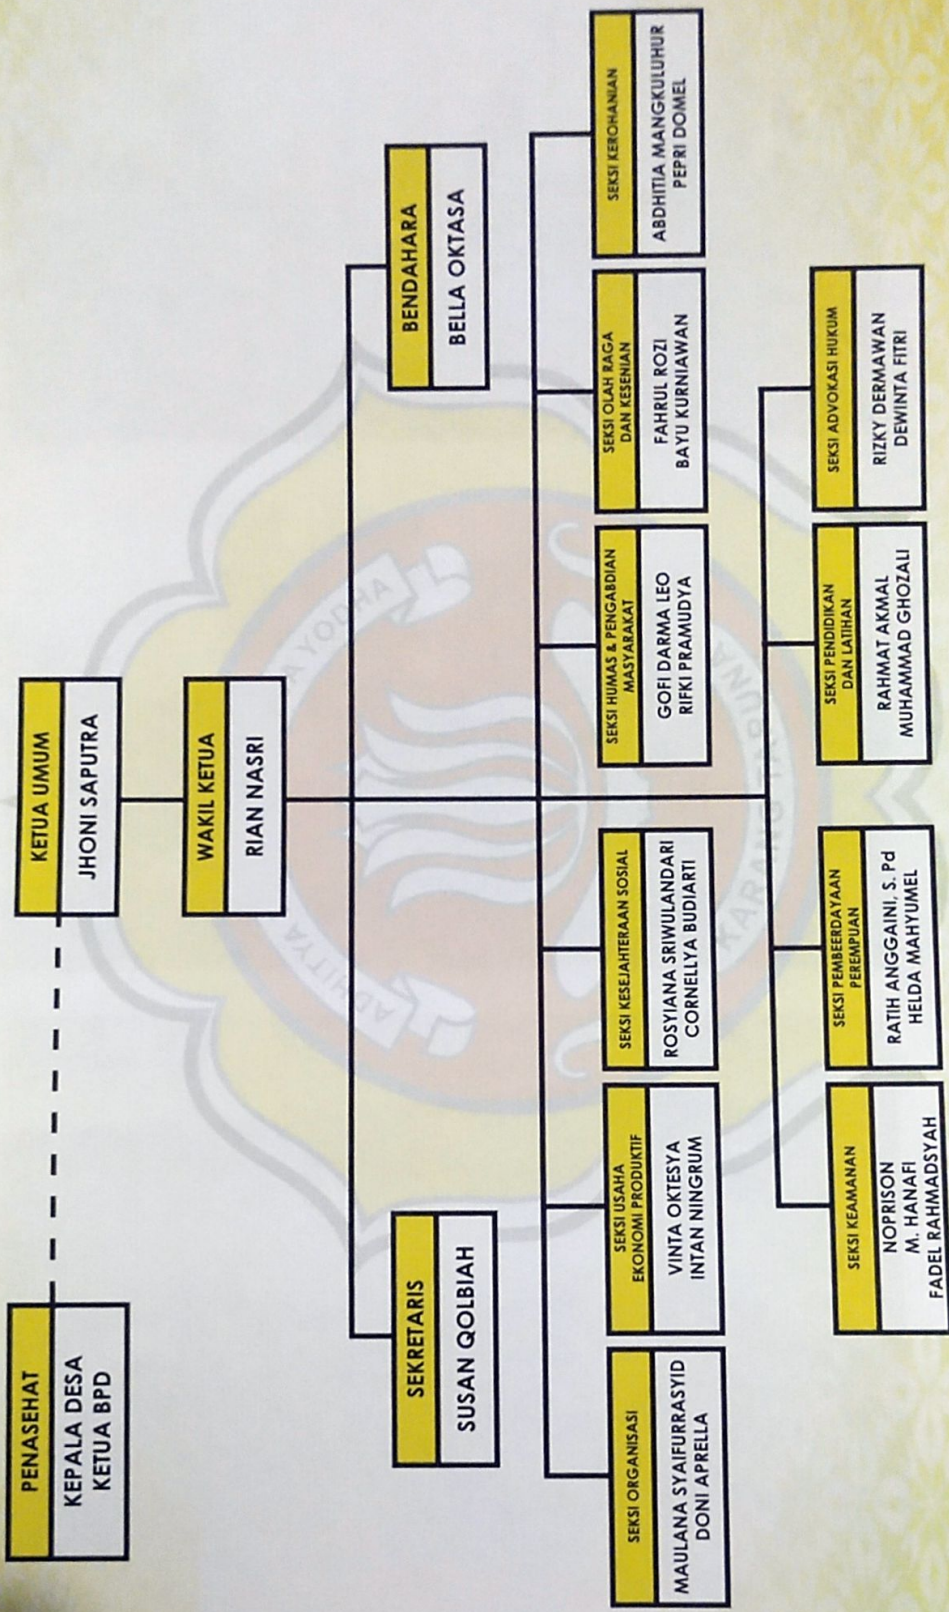 PENASEHAT
KEPALA DESA
KETUA BPD
KETUA UMUM
JHONI SAPUTRA
WAKIL KETUA
RIAN NASRI
SEKRETARIS
SUSAN QOLBIAH
BENDAHARA
BELLA OKTASA
SEKSI ORGANISASI
MAULANA SYAIFURRASYID
DONI APRELLA
SEKSI USAHA
EKONOMI PRODUKTIF
VINTA OKTESYA
INTAN NINGRUM
SEKSI KESEJAHTERAAN SOSIAL
ROSYIANA SRIWULANDARI
CORNELLYA BUDIARTI
SEKSI HUMAS & PENGABDIAN
MASYARAKAT
GOFI DARMA LEO
RIFKI PRAMUDYA
SEKSI OLAH RAGA
DAN KESENIAN
FAHRUL ROZI
BAYU KURNIAWAN
SEKSI KEROHANIAN
ABDHITIA MANGKULUHUR
PEPRI DOMEL
SEKSI KEAMANAN
NOPRISON
M. HANAFI
FADEL RAHMADSYAH
SEKSI PEMBEERDAYAAN
PEREMPUAN
RATIH ANGGAINI, S. Pd
HELDA MAHYUMEL
SEKSI PENDIDIKAN
DAN LATIHAN
RAHMAT AKMAL
MUHAMMAD GHOZALI
SEKSI ADVOKASI HUKUM
RIZKY DERMAWAN
DEWINTA FITRI
ADHITYA
A YODHA
KARANG TARUNA